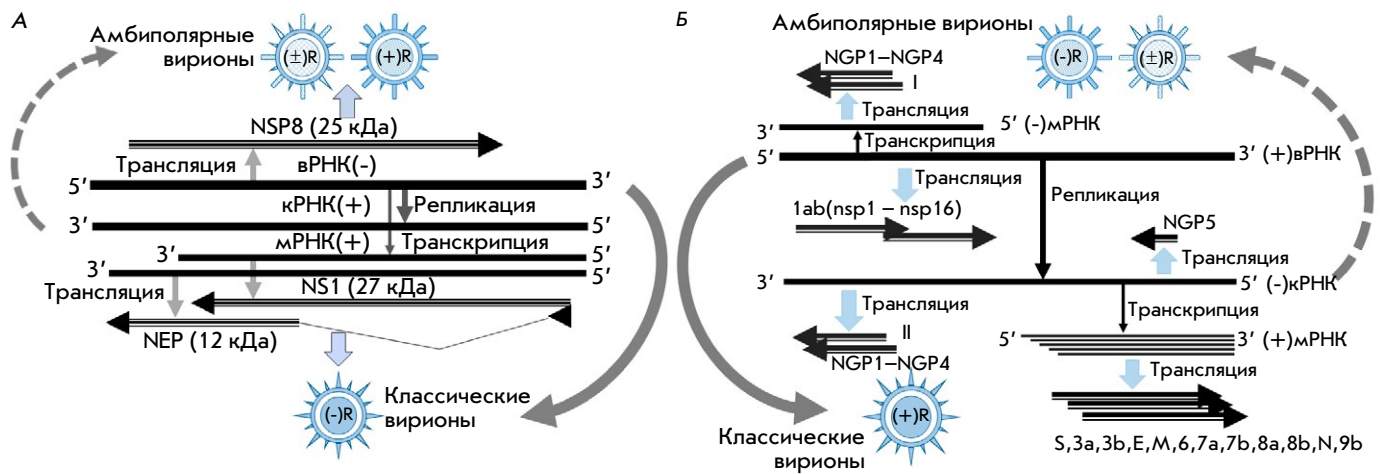 А
Амбиполярные
вирионы
(±)R
(+)R
NSP8 (25 кДа)
Трансляция
вРНК(-)
5′
3′
кРНК(+)
Репликация
3′
5′
мРНК(+)
Транскрипция
3′
5′
3′
5′
Трансляция
NS1 (27 кДа)
NEP (12 кДа)
(-)R
Классические
вирионы
Б
Амбиполярные вирионы
(-)R
(±)R
NGP1–NGP4
I
Трансляция
3′
5′ (-)мРНК
Транскрипция
5′
3′ (+)вРНК
Трансляция
Репликация
1ab(nsp1 – nsp16)
NGP5
Трансляция
3′
5′ (-)кРНК
Трансляция
Транскрипция
II
NGP1–NGP4
5′
3′ (+)мРНК
Трансляция
(+)R
Классические
вирионы
S,3a,3b,E,M,6,7a,7b,8a,8b,N,9b